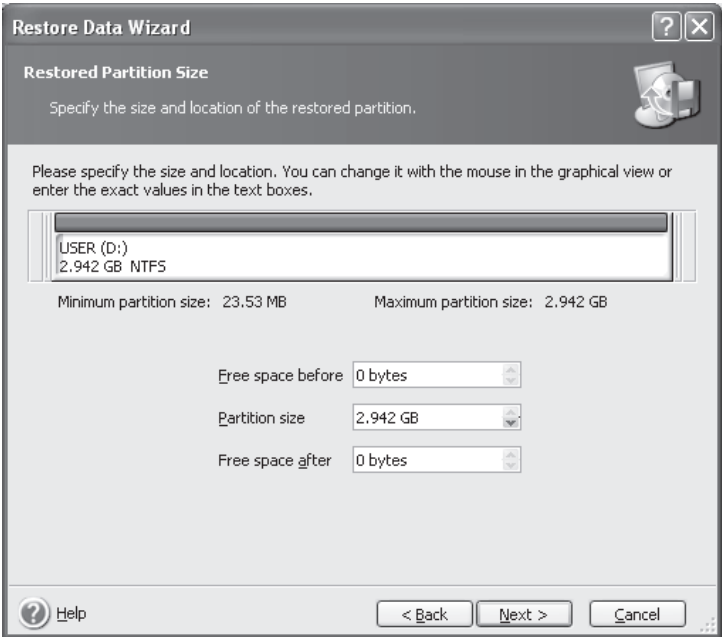 Restore Data Wizard
Restored Partition Size
Specify the size and location of the restored partition.
Please specify the size and location. You can change it with the mouse in the graphical view or
enter the exact values in the text boxes.
USER (D:)
2.942 GB NTFS
Minimum partition size: 23.53 MB Maximum partition size: 2.942 GB
Free space before 0 bytes
Partition size 2.942 GB
Free space after 0 bytes
Help < Back Next > Cancel